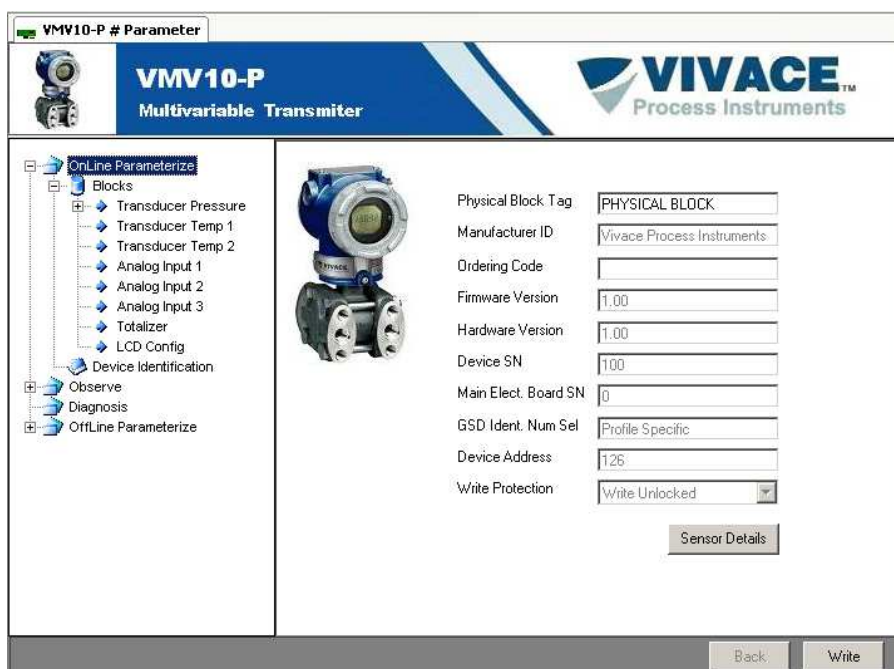 VMV10-P # Parameter
VMV10-P
Multivariable Transmiter
VIVACE TM
Process Instruments
OnLine Parameterize
Blocks
Transducer Pressure
Transducer Temp 1
Transducer Temp 2
Analog Input 1
Analog Input 2
Analog Input 3
Totalizer
LCD Config
Device Identification
Observe
Diagnosis
OffLine Parameterize
VIVACE
Physical Block Tag PHYSICAL BLOCK
Manufacturer ID Vivace Process Instruments
Ordering Code
Firmware Version 1.00
Hardware Version 1.00
Device SN 100
Main Elect. Board SN 0
GSD Ident. Num Sel Profile Specific
Device Address 126
Write Protection Write Unlocked
Sensor Details
Back Write